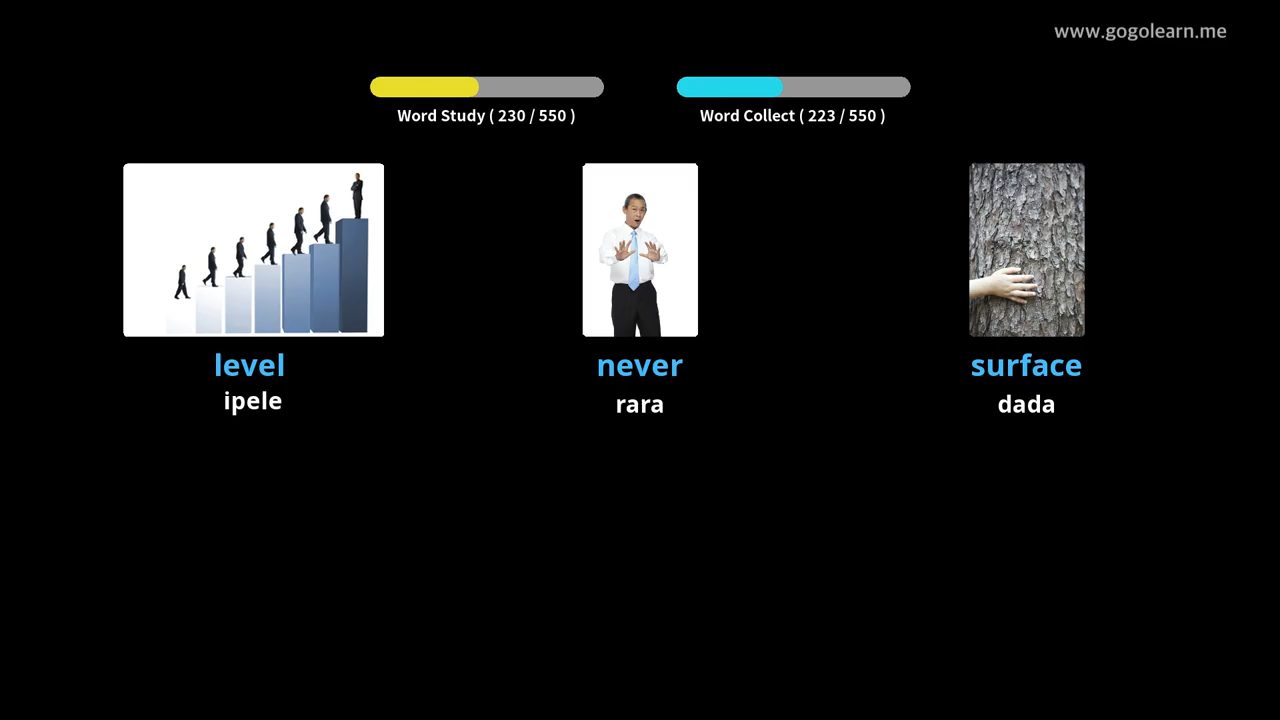 www.gogolearn.me
Word Study ( 230 / 550 )
Word Collect ( 223 / 550 )
level
never
surface
ipele
rara
dada